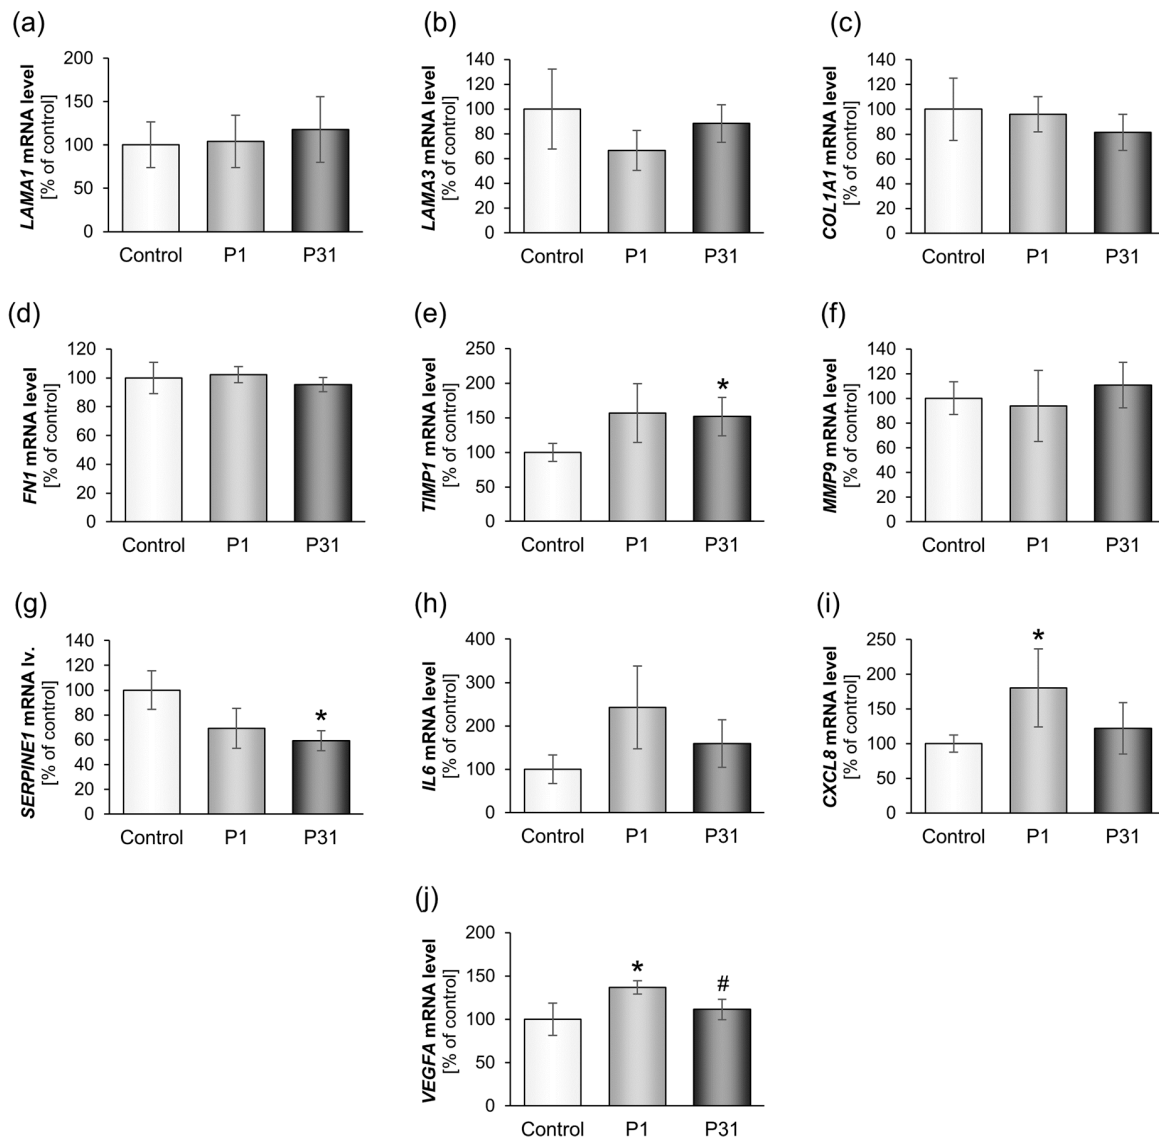 (a)
LAMA1 mRNA level
[% of control]
200
150
100
50
0
Control P1 P31
(b)
LAMA3 mRNA level
[% of control]
140
120
100
80
60
40
20
0
Control P1 P31
(c)
COL1A1 mRNA level
[% of control]
140
120
100
80
60
40
20
0
Control P1 P31
(d)
FN1 mRNA level
[% of control]
120
100
80
60
40
20
0
Control P1 P31
(e)
TIMP1 mRNA level
[% of control]
250
200
150
100
50
0
*
Control P1 P31
(f)
MMP9 mRNA level
[% of control]
140
120
100
80
60
40
20
0
Control P1 P31
(g)
SERPINE1 mRNA lv.
[% of control]
140
120
100
80
60
40
20
0
*
Control P1 P31
(h)
IL6 mRNA level
[% of control]
400
300
200
100
0
Control P1 P31
(i)
CXCL8 mRNA level
[% of control]
250
200
150
100
50
0
*
Control P1 P31
(j)
VEGFA mRNA level
[% of control]
200
150
100
50
0
* #
Control P1 P31